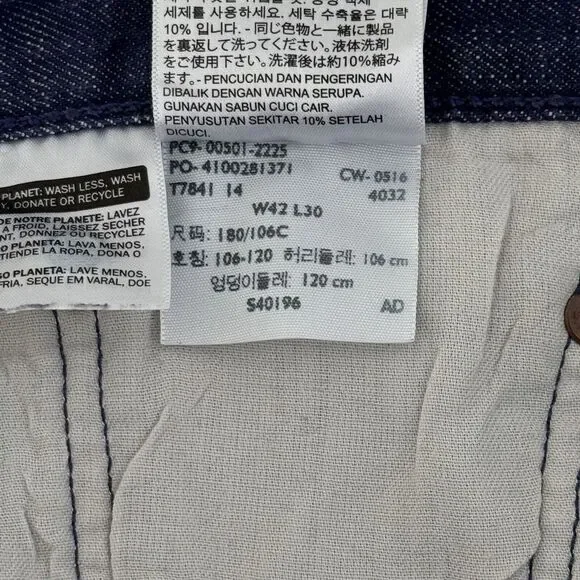 세제를 사용하세요. 세탁 수축율은 대략
10% 입니다. - 同じ色物と一緒に製品
を裏返して洗ってください。液体洗剤
をご使用下さい。洗濯後は約10%縮み
ます。- PENCUCIAN DAN PENGERINGAN
DIBALIK DENGAN WARNA SERUPA.
GUNAKAN SABUN CUCI CAIR.
PENYUSUTAN SEKITAR 10% SETELAH
DICUCI.
PC9- 00501-2225
PO- 4100281371 CW- 0516
T7841 14 4032
W42 L30
尺码: 180/106C
호칭: 106-120 허리둘레: 106 cm
엉덩이둘레: 120 cm
S40196 AD
PLANET: WASH LESS, WASH
Y, DONATE OR RECYCLE
DE NOTRE PLANETE: LAVEZ
A FROID, LAISSEZ SECHER
T, DONNEZ OU RECYCLEZ
O PLANETA: LAVA MENOS,
TIENDE LA ROPA, DONA O
SO PLANETA: LAVE MENOS,
FRIA, SEQUE EM VARAL, DOE